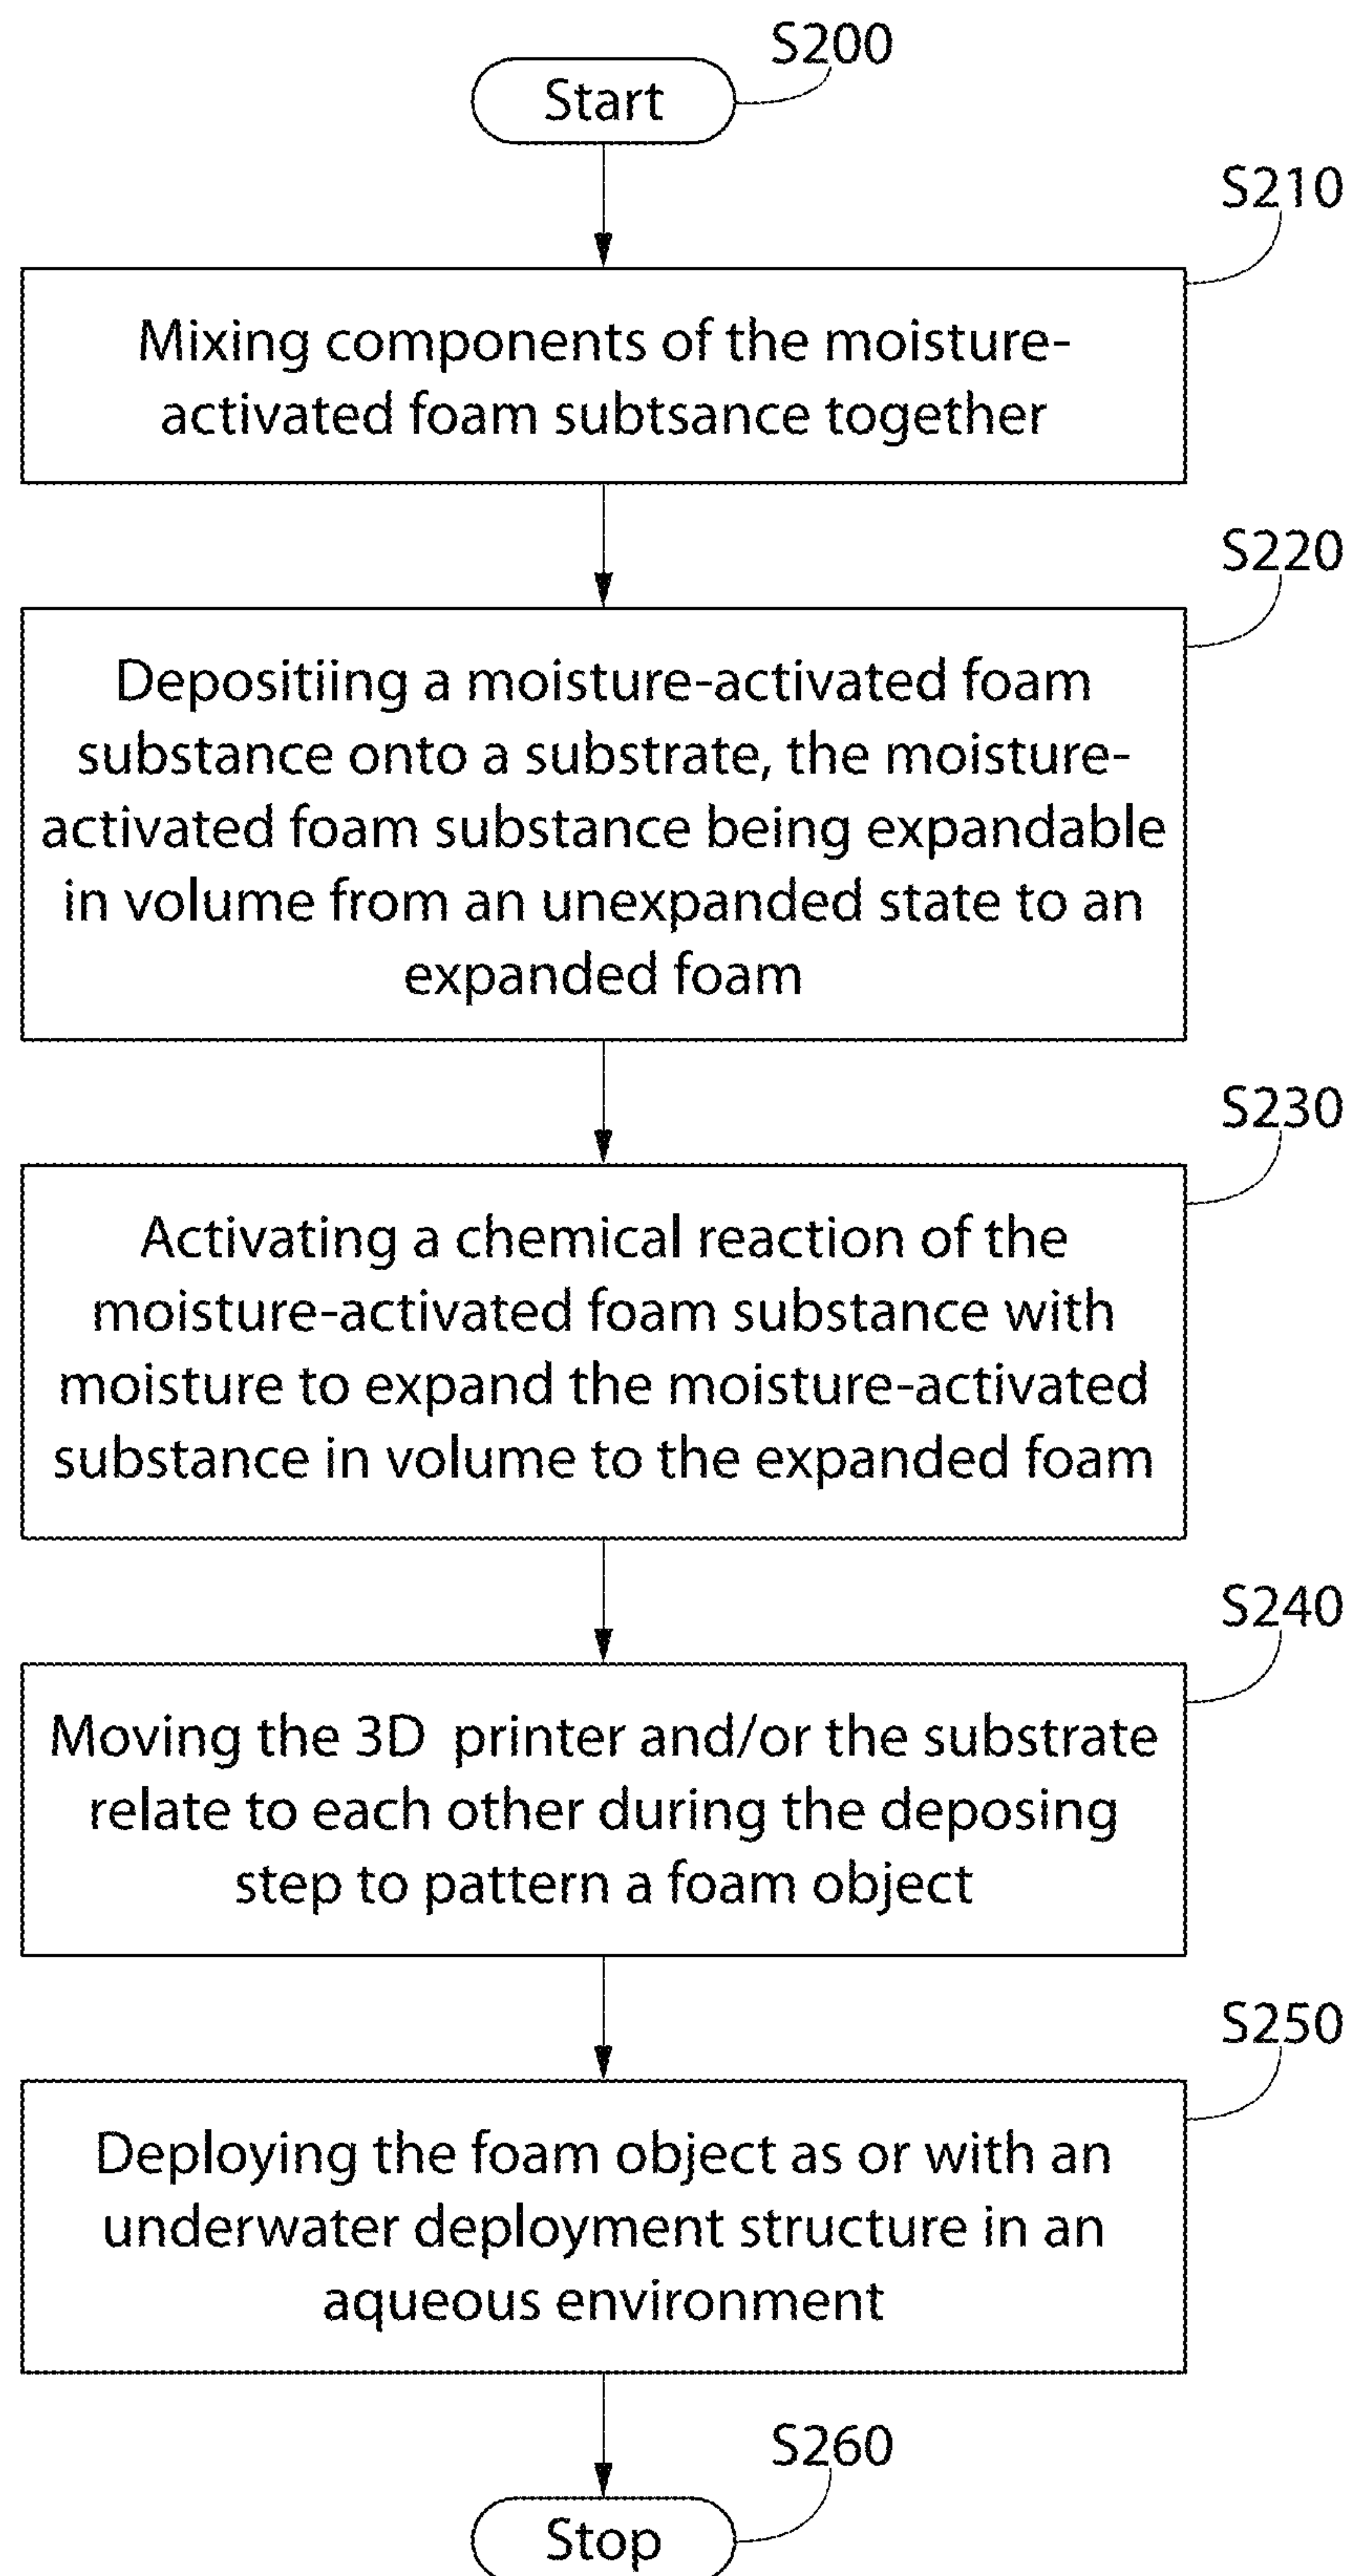 S200
Start
S210
Mixing components of the moisture-
activated foam subtsance together
S220
Depositiing a moisture-activated foam
substance onto a substrate, the moisture-
activated foam substance being expandable
in volume from an unexpanded state to an
expanded foam
S230
Activating a chemical reaction of the
moisture-activated foam substance with
moisture to expand the moisture-activated
substance in volume to the expanded foam
S240
Moving the 3D  printer and/or the substrate
relate to each other during the deposing
step to pattern a foam object
S250
Deploying the foam object as or with an
underwater deployment structure in an
aqueous environment
S260
Stop